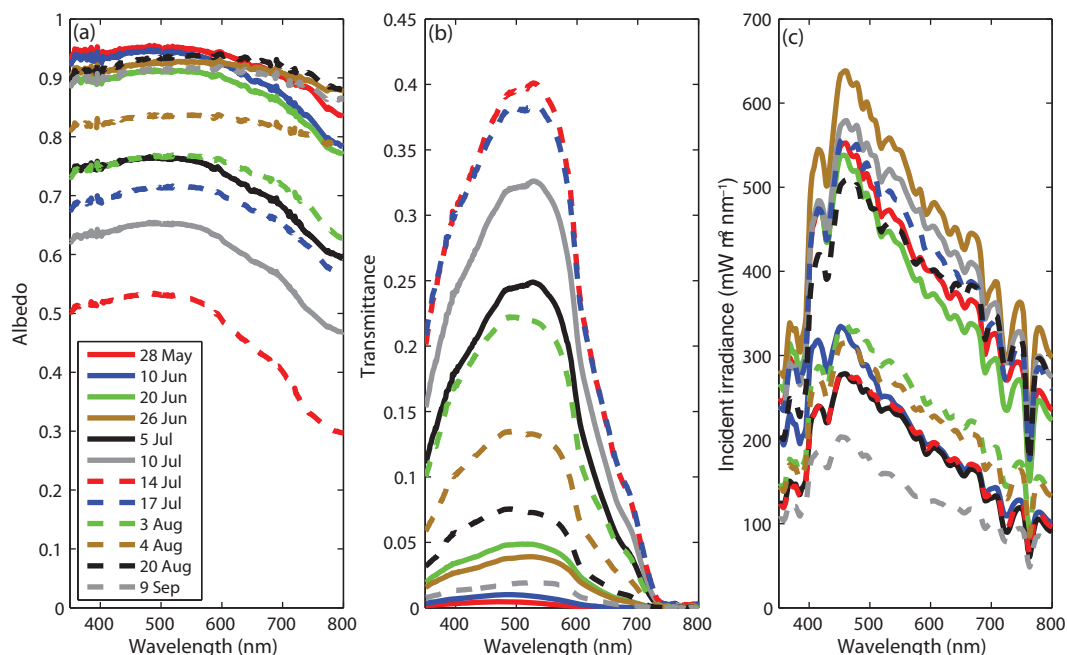 (a)
1
0.9
0.8
0.7
0.6
0.5
0.4
0.3
0.2
0.1
0
Albedo
28 May
10 Jun
20 Jun
26 Jun
5 Jul
10 Jul
14 Jul
17 Jul
3 Aug
4 Aug
20 Aug
9 Sep
400 500 600 700 800
Wavelength (nm)
(b)
0.45
0.4
0.35
0.3
0.25
0.2
0.15
0.1
0.05
0
Transmittance
400 500 600 700 800
Wavelength (nm)
(c)
700
600
500
400
300
200
100
0
Incident irradiance (mW m² nm⁻¹)
400 500 600 700 800
Wavelength (nm)